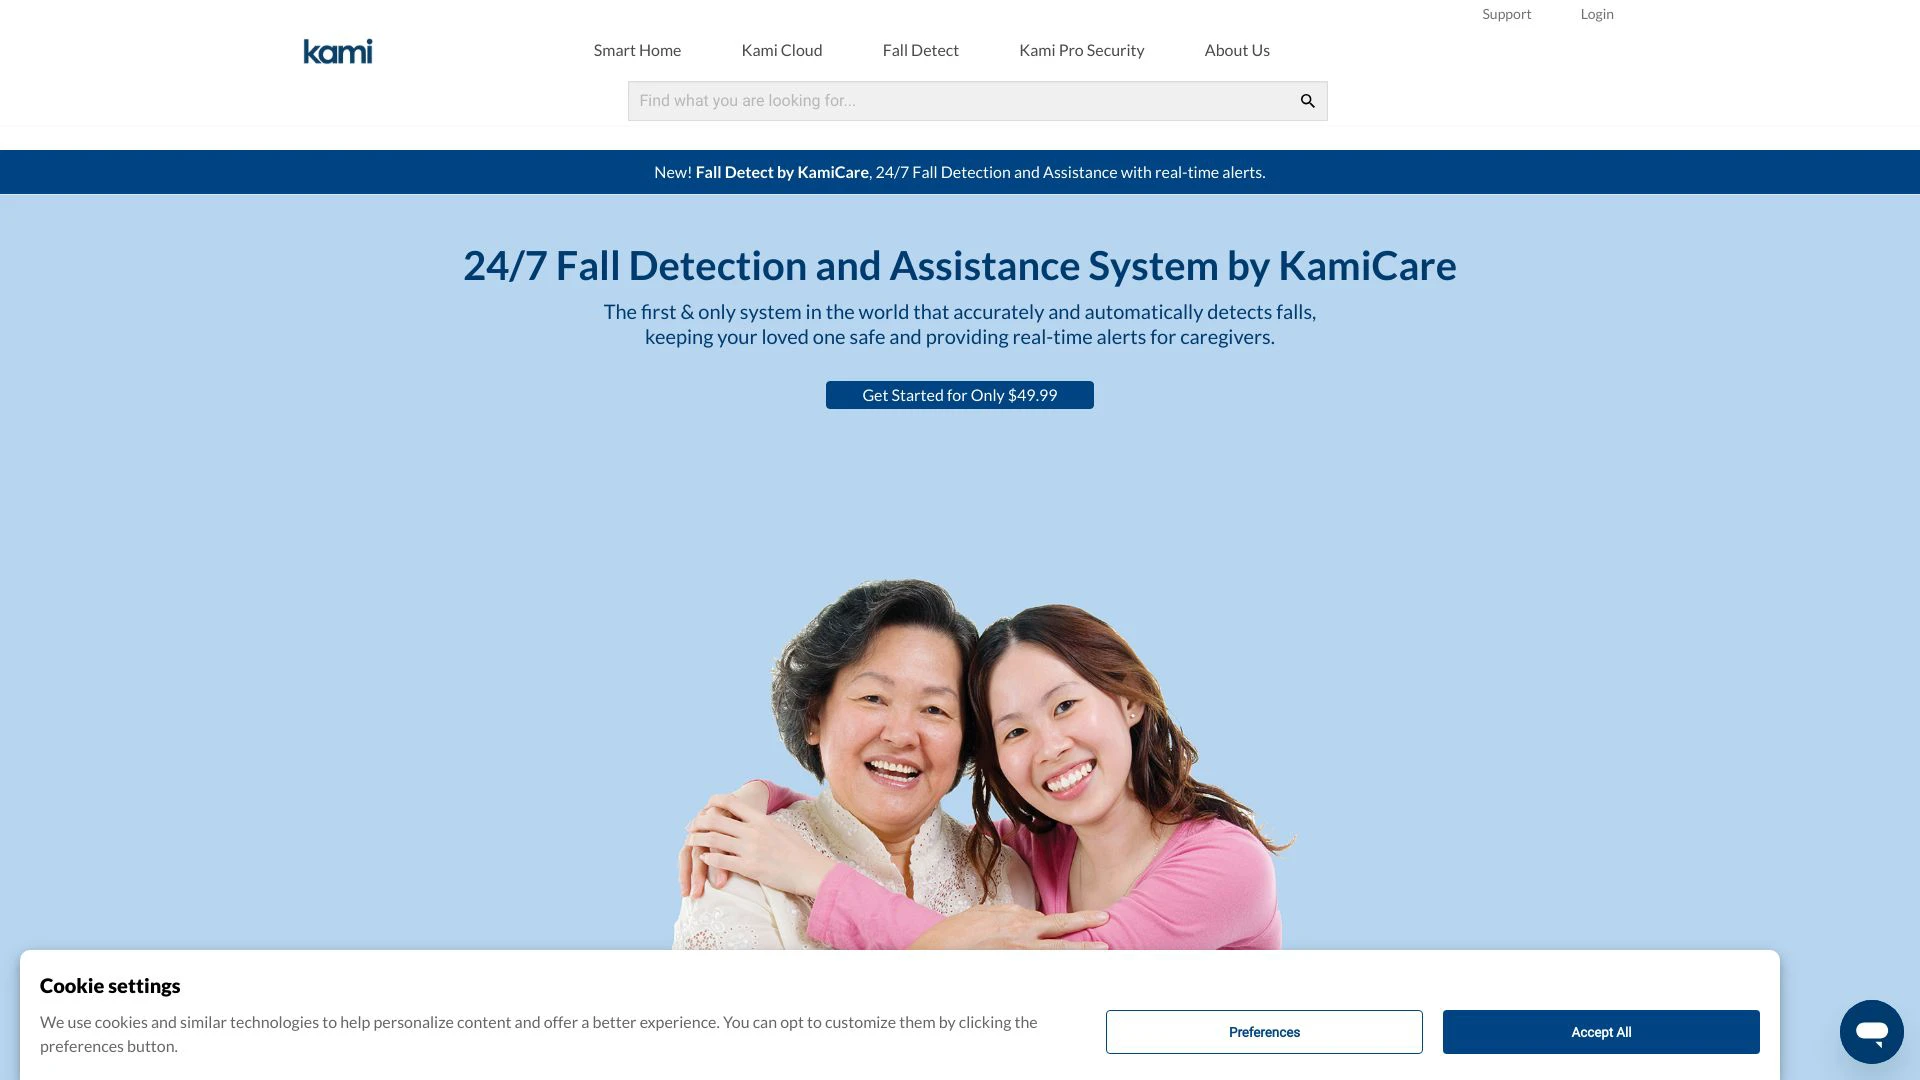 Support
Login
kami
Smart Home
Kami Cloud
Fall Detect
Kami Pro Security
About Us
Find what you are looking for...
New! Fall Detect by KamiCare, 24/7 Fall Detection and Assistance with real-time alerts.
24/7 Fall Detection and Assistance System by KamiCare
The first & only system in the world that accurately and automatically detects falls,
keeping your loved one safe and providing real-time alerts for caregivers.
Get Started for Only $49.99
Cookie settings
We use cookies and similar technologies to help personalize content and offer a better experience. You can opt to customize them by clicking the
preferences button.
Preferences
Accept All